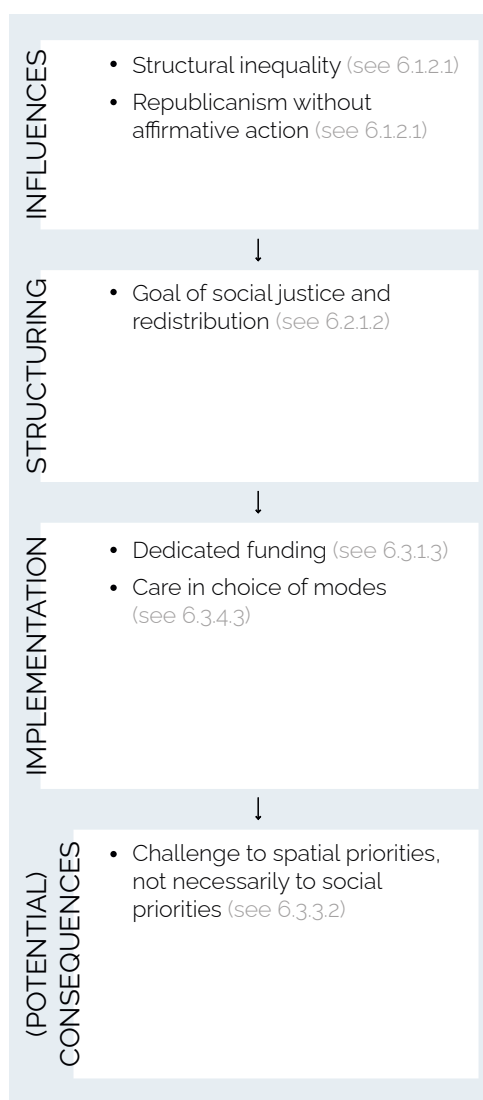 INFLUENCES
• Structural inequality (see 6.1.2.1)
• Republicanism without
affirmative action (see 6.1.2.1)
STRUCTURING
• Goal of social justice and
redistribution (see 6.2.1.2)
IMPLEMENTATION
• Dedicated funding (see 6.3.1.3)
• Care in choice of modes
(see 6.3.4.3)
(POTENTIAL)
CONSEQUENCES
• Challenge to spatial priorities,
not necessarily to social
priorities (see 6.3.3.2)